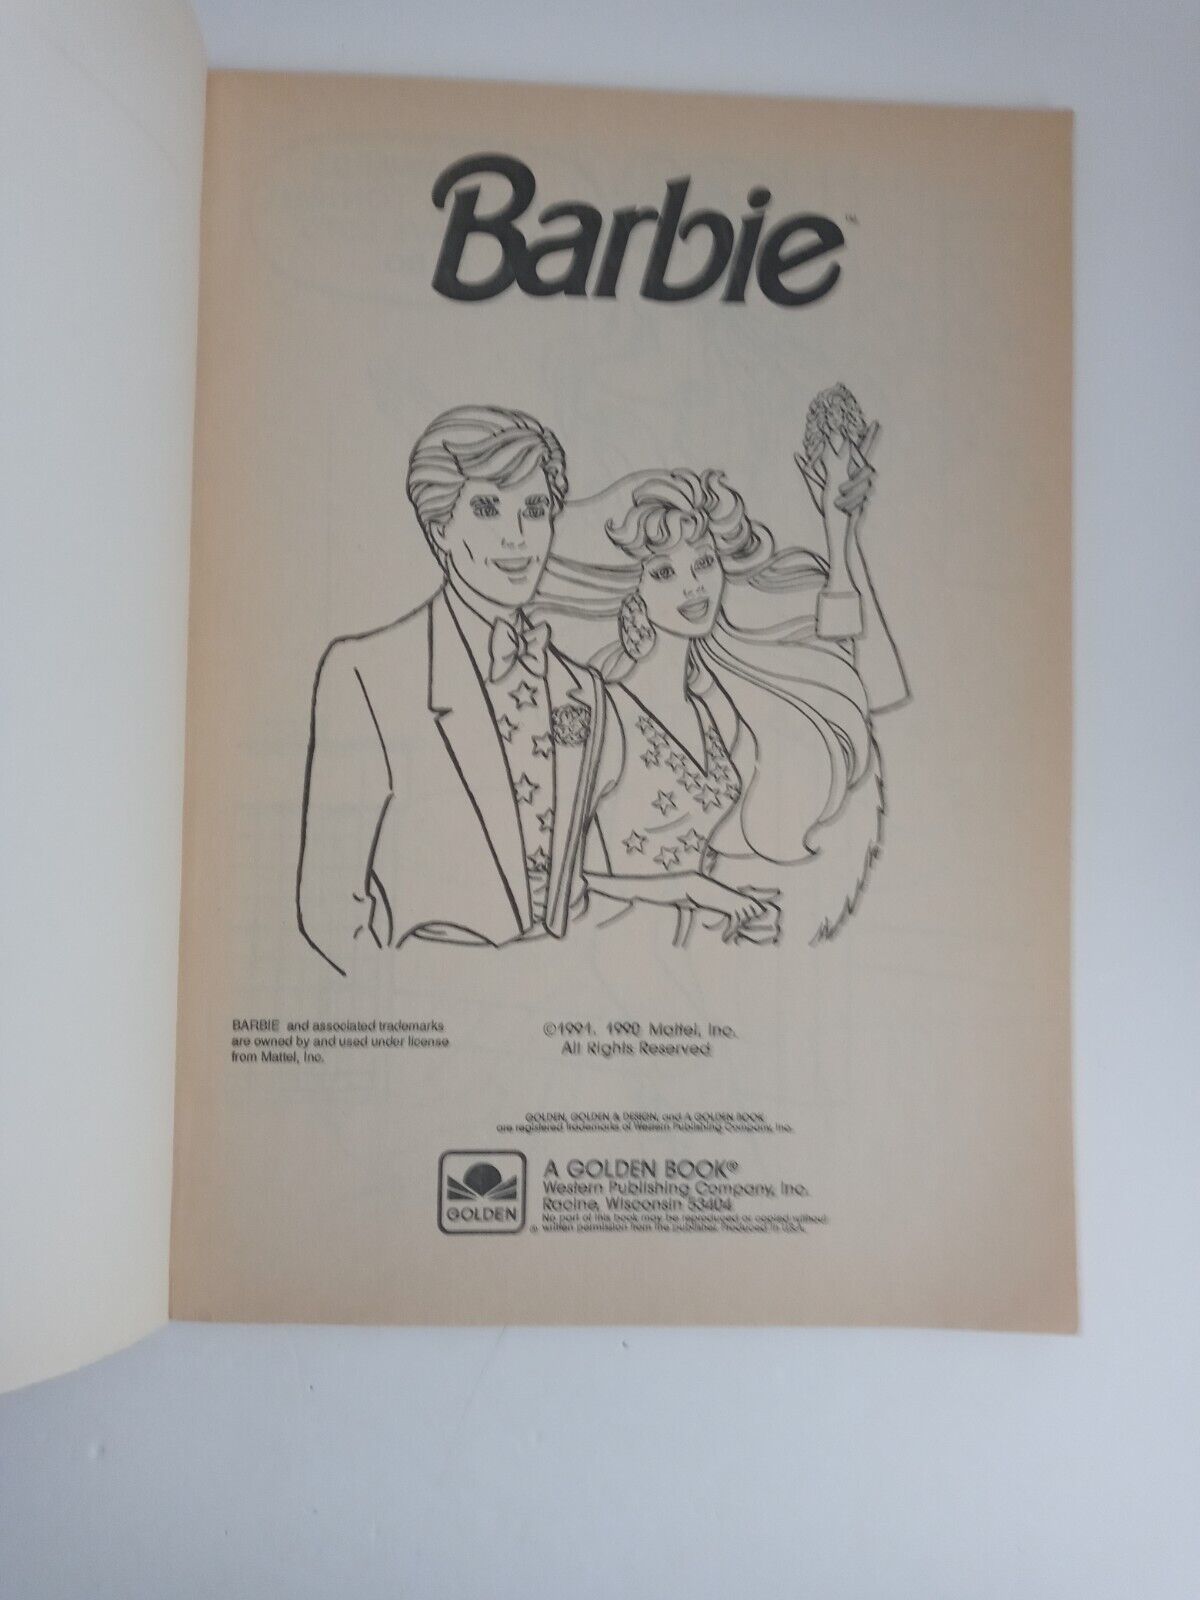 Barbie™
BARBIE and associated trademarks
are owned by and used under license
from Mattel, Inc.
©1991, 1990 Mattel, Inc.
All Rights Reserved
GOLDEN, GOLDEN & DESIGN, and A GOLDEN BOOK
are registered trademarks of Western Publishing Company, Inc.
GOLDEN
®
A GOLDEN BOOK®
Western Publishing Company, Inc.
Racine, Wisconsin 53404
No part of this book may be reproduced or copied without
written permission from the publisher. Produced in U.S.A.